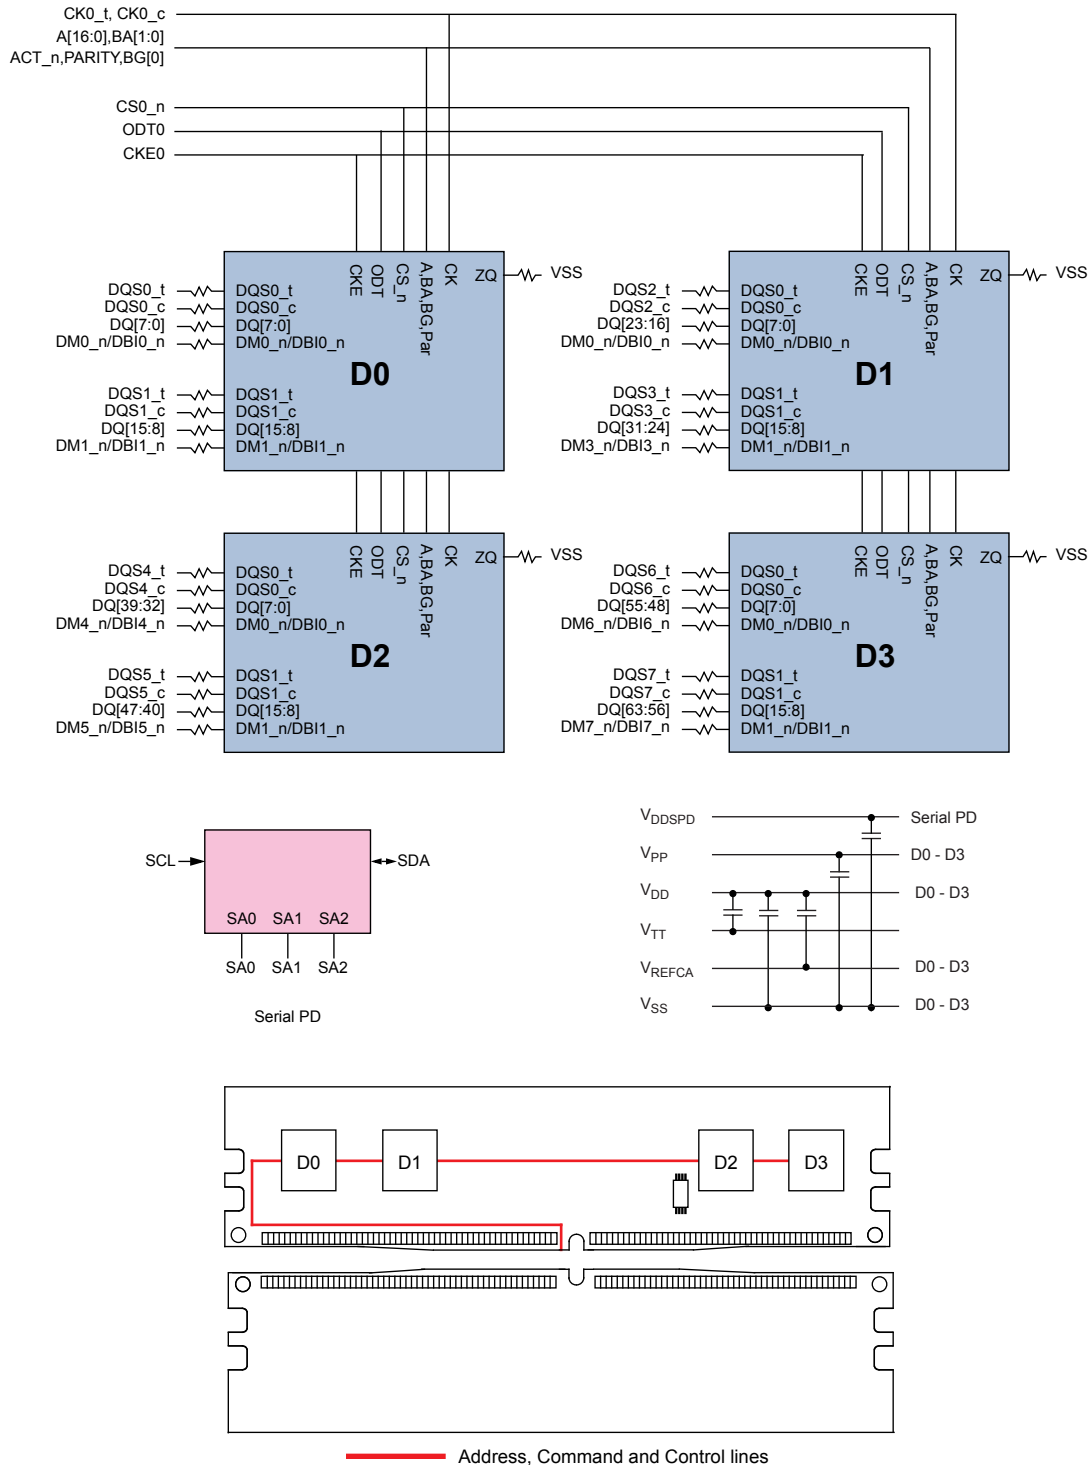 CK0_t, CK0_c
A[16:0],BA[1:0]
ACT_n,PARITY,BG[0]
CS0_n
ODT0
CKE0
CKE
ODT
CS_n
A,BA,BG,Par
CK
ZQ
VSS
DQS0_t
DQS0_c
DQ[7:0]
DM0_n/DBI0_n
DQS0_t
DQS0_c
DQ[7:0]
DM0_n/DBI0_n
D0
DQS1_t
DQS1_c
DQ[15:8]
DM1_n/DBI1_n
DQS1_t
DQS1_c
DQ[15:8]
DM1_n/DBI1_n
CKE
ODT
CS_n
A,BA,BG,Par
CK
ZQ
VSS
DQS2_t
DQS2_c
DQ[23:16]
DM0_n/DBI0_n
DQS0_t
DQS0_c
DQ[7:0]
DM0_n/DBI0_n
D1
DQS3_t
DQS3_c
DQ[31:24]
DM3_n/DBI3_n
DQS1_t
DQS1_c
DQ[15:8]
DM1_n/DBI1_n
CKE
ODT
CS_n
A,BA,BG,Par
CK
ZQ
VSS
DQS4_t
DQS4_c
DQ[39:32]
DM4_n/DBI4_n
DQS0_t
DQS0_c
DQ[7:0]
DM0_n/DBI0_n
D2
DQS5_t
DQS5_c
DQ[47:40]
DM5_n/DBI5_n
DQS1_t
DQS1_c
DQ[15:8]
DM1_n/DBI1_n
CKE
ODT
CS_n
A,BA,BG,Par
CK
ZQ
VSS
DQS6_t
DQS6_c
DQ[55:48]
DM6_n/DBI6_n
DQS0_t
DQS0_c
DQ[7:0]
DM0_n/DBI0_n
D3
DQS7_t
DQS7_c
DQ[63:56]
DM7_n/DBI7_n
DQS1_t
DQS1_c
DQ[15:8]
DM1_n/DBI1_n
SCL
SDA
SA0 SA1 SA2
SA0 SA1 SA2
Serial PD
VDDSPD Serial PD
VPP D0 - D3
VDD D0 - D3
VTT
VREFCA D0 - D3
VSS D0 - D3
D0 D1 D2 D3
Address, Command and Control lines